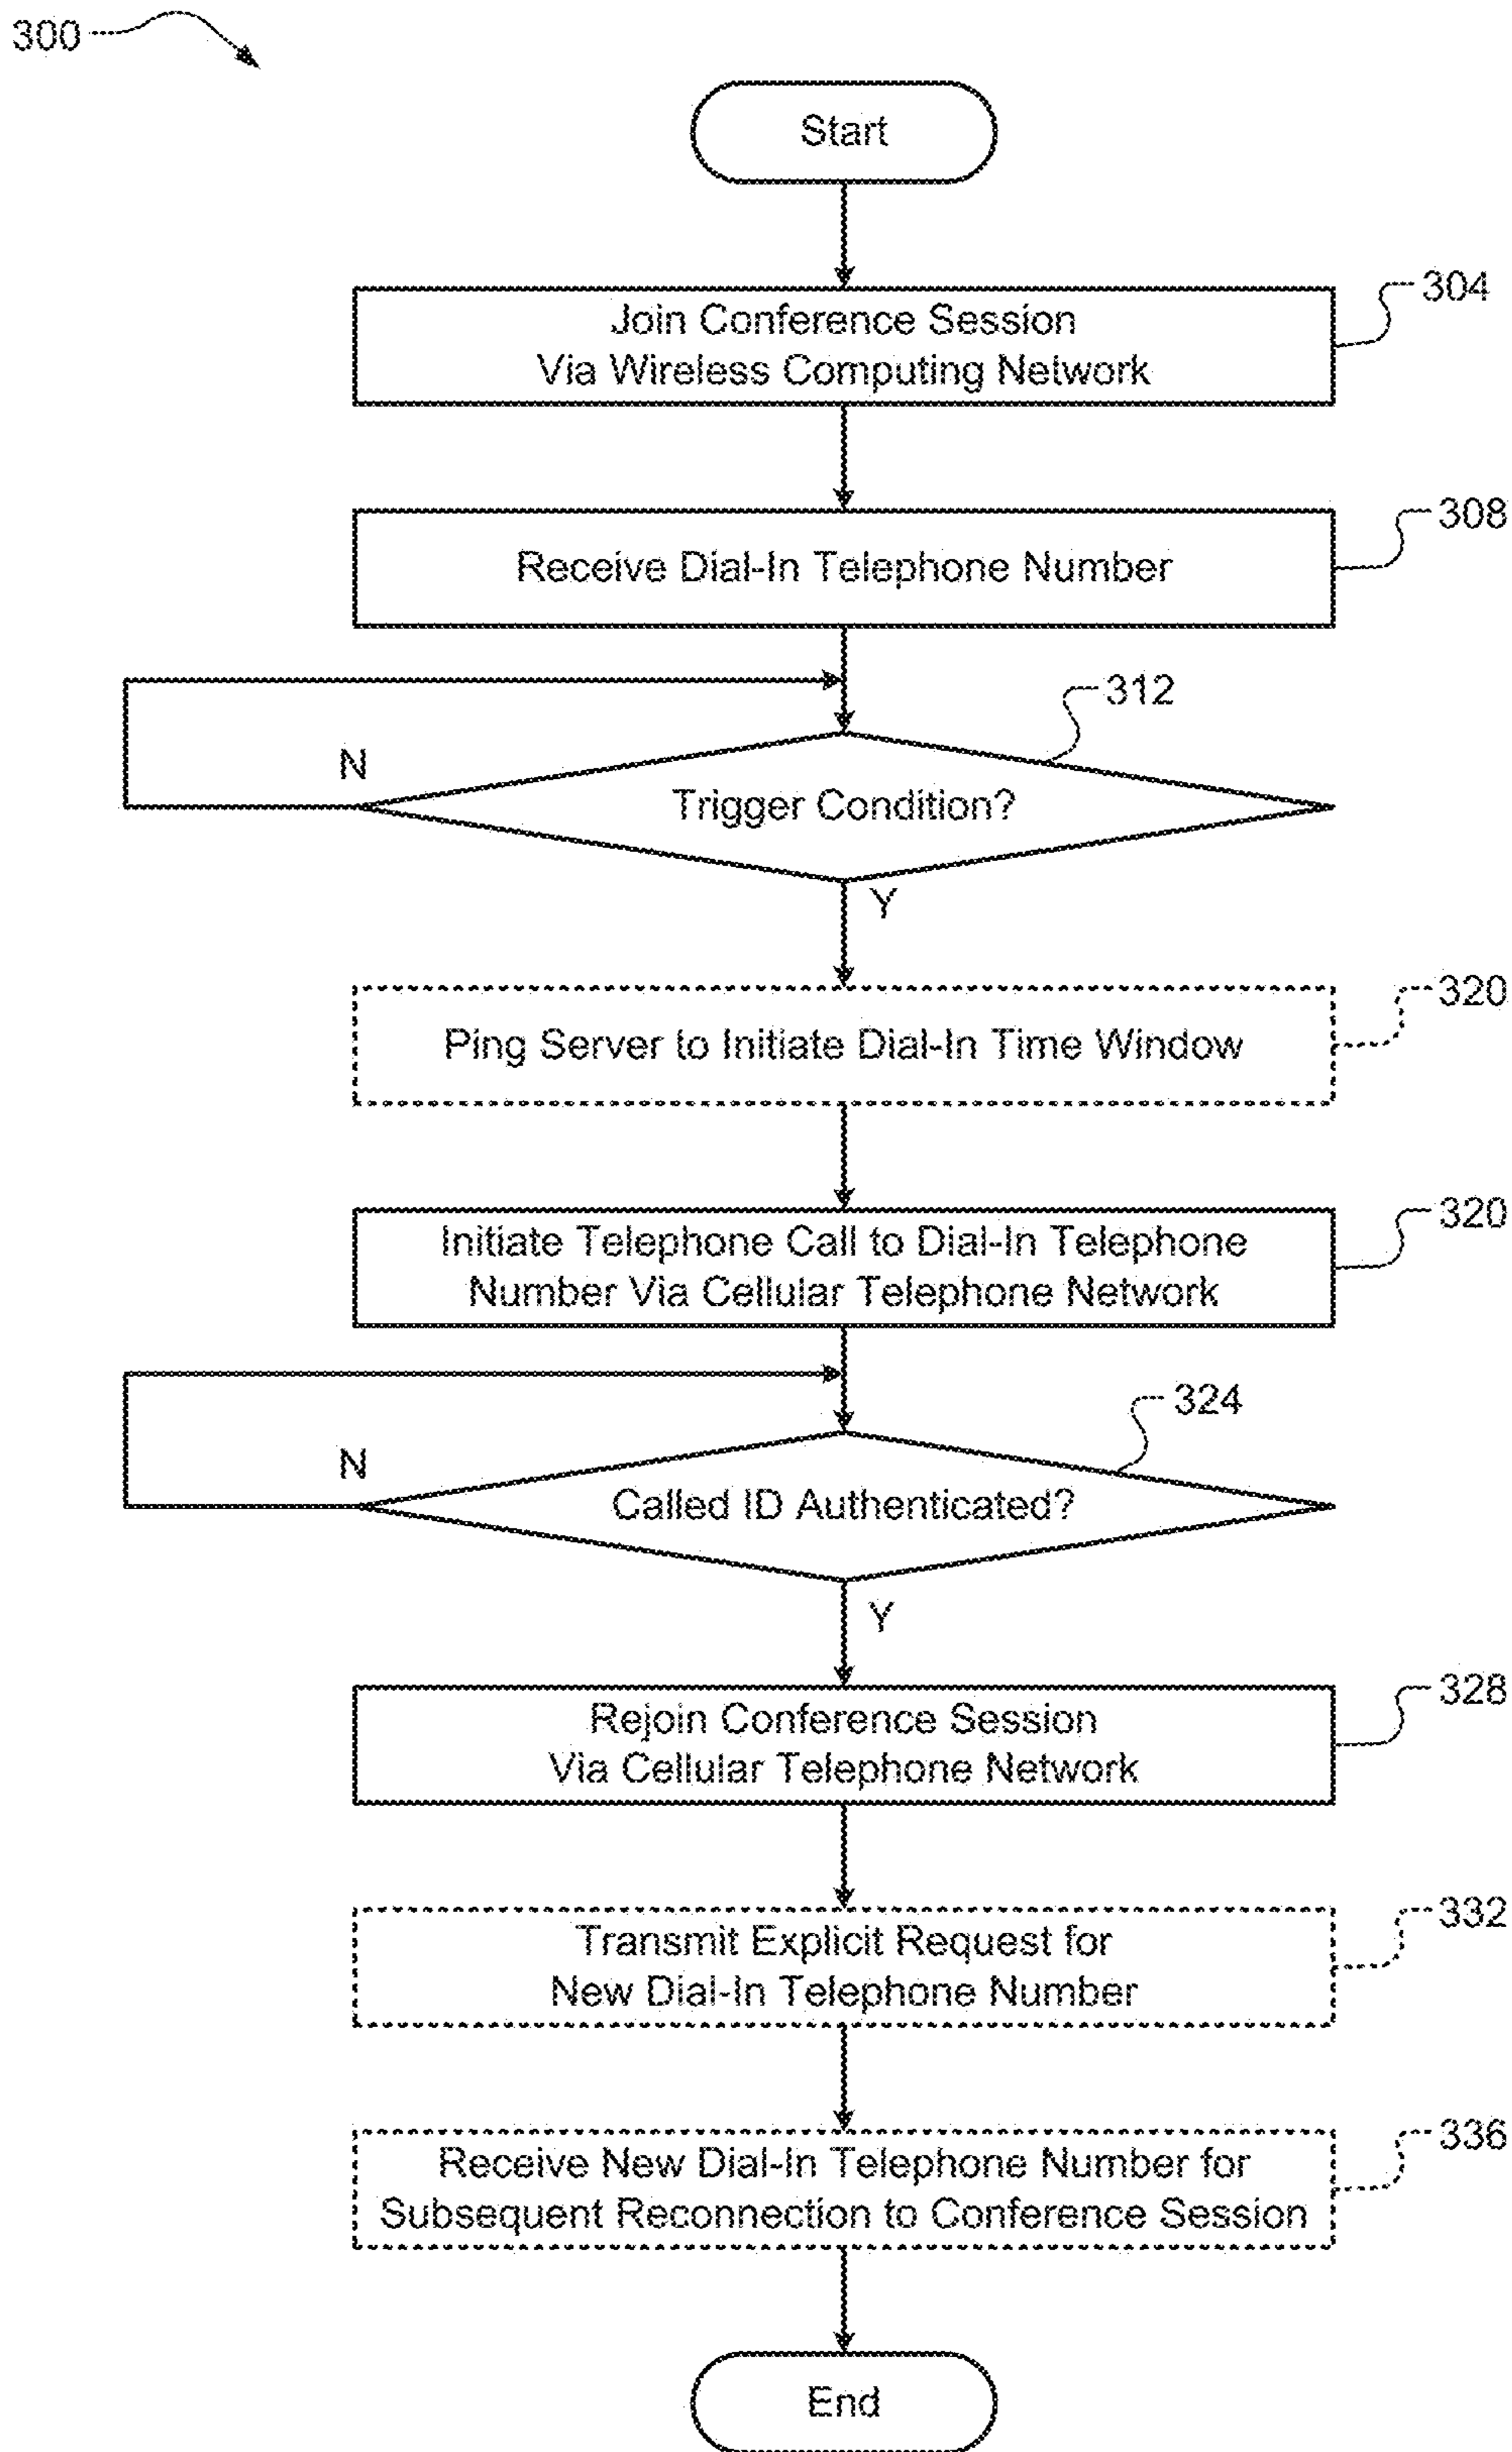 300
Start
Join Conference Session
Via Wireless Computing Network
304
Receive Dial-In Telephone Number
308
312
N
Trigger Condition?
Y
Ping Server to Initiate Dial-In Time Window
320
Initiate Telephone Call to Dial-In Telephone
Number Via Cellular Telephone Network
320
324
N
Called ID Authenticated?
Y
Rejoin Conference Session
Via Cellular Telephone Network
328
Transmit Explicit Request for
New Dial-In Telephone Number
332
Receive New Dial-In Telephone Number for
Subsequent Reconnection to Conference Session
336
End